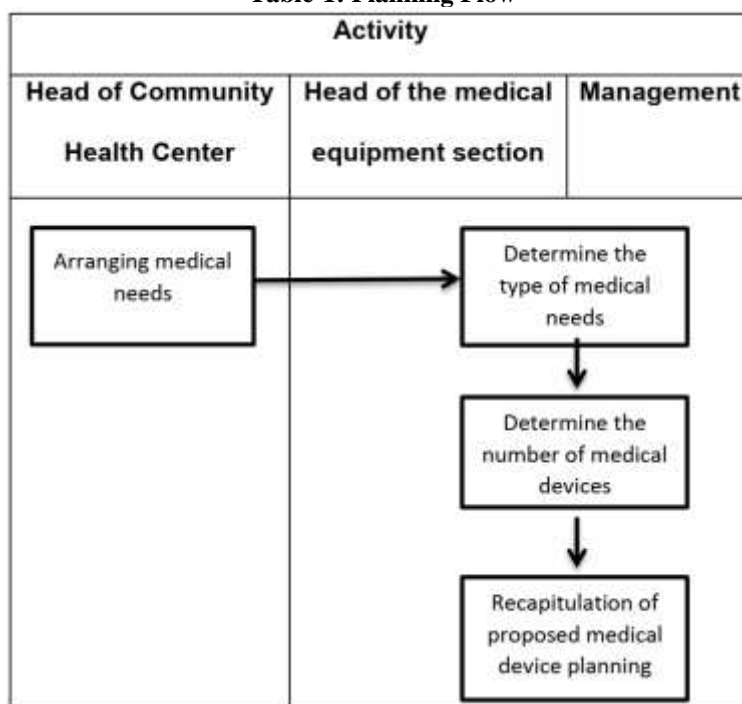 Table 1. Planning Flow
Activity
Head of Community
Health Center
Head of the medical
equipment section
Management
Arranging medical
needs
Determine the
type of medical
needs
Determine the
number of medical
devices
Recapitulation of
proposed medical
device planning